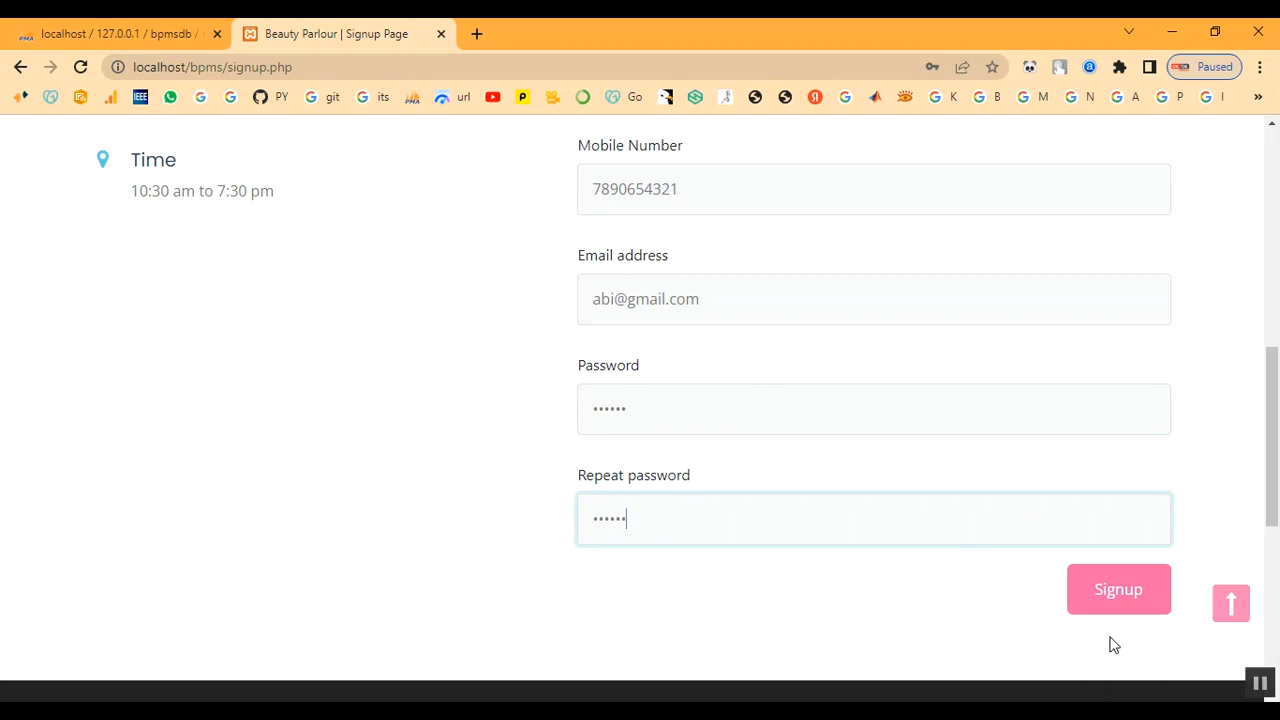 localhost / 127.0.0.1 / bpmsdb /
Beauty Parlour | Signup Page
localhost/bpms/signup.php
Paused
IEEE
PY
git
its
url
Go
K
B
M
N
A
P
I
»
Time
10:30 am to 7:30 pm
Mobile Number
7890654321
Email address
abi@gmail.com
Password
••••••
Repeat password
••••••
Signup